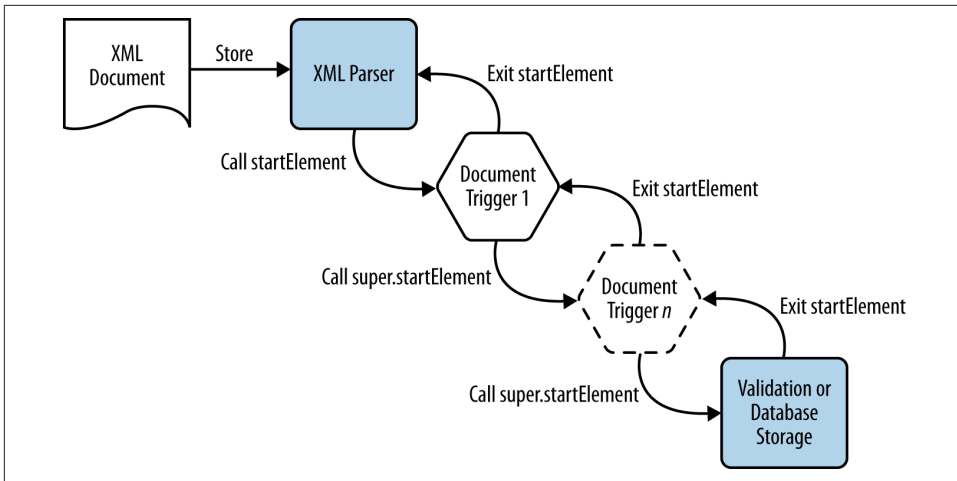 XML
Document
Store
XML Parser
Exit startElement
Call startElement
Document
Trigger 1
Exit startElement
Call super.startElement
Document
Trigger n
Exit startElement
Call super.startElement
Validation or
Database
Storage